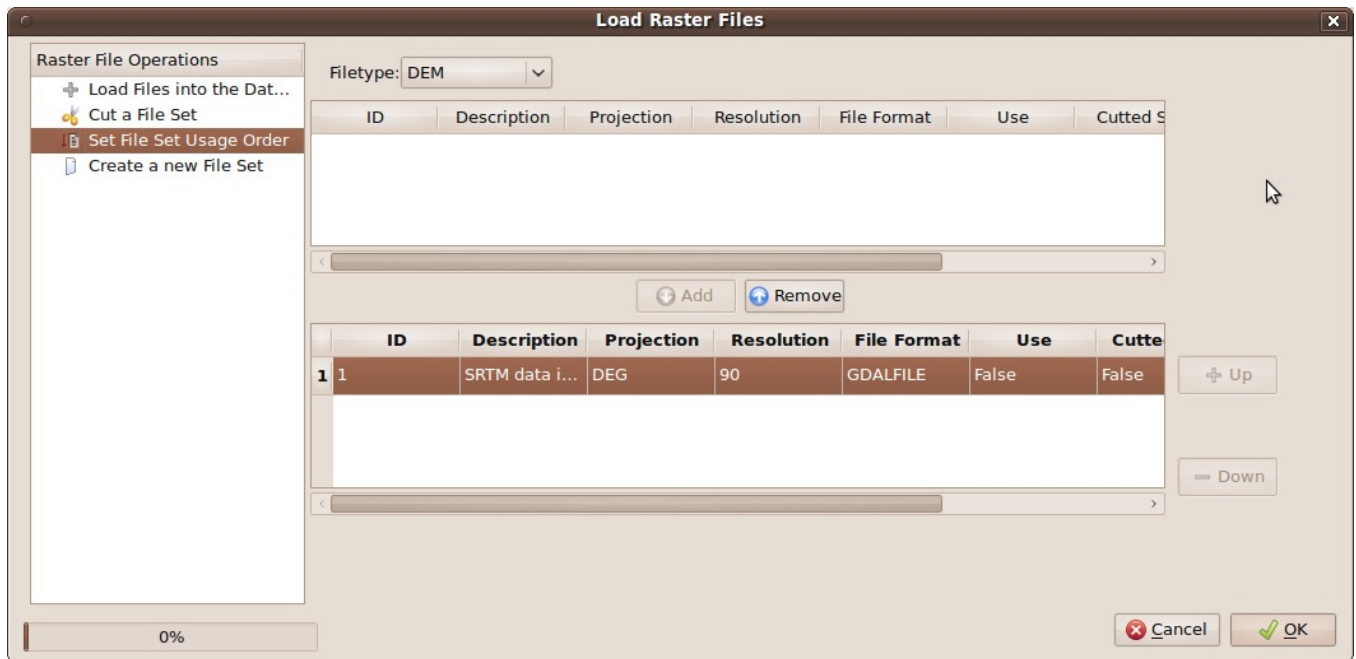 Load Raster Files
Raster File Operations
Load Files into the Dat...
Cut a File Set
Set File Set Usage Order
Create a new File Set
Filetype: DEM
ID Description Projection Resolution File Format Use Cutted S
Add Remove
ID Description Projection Resolution File Format Use Cutte
1 1 SRTM data i... DEG 90 GDALFILE False False
Up
Down
0%
Cancel OK